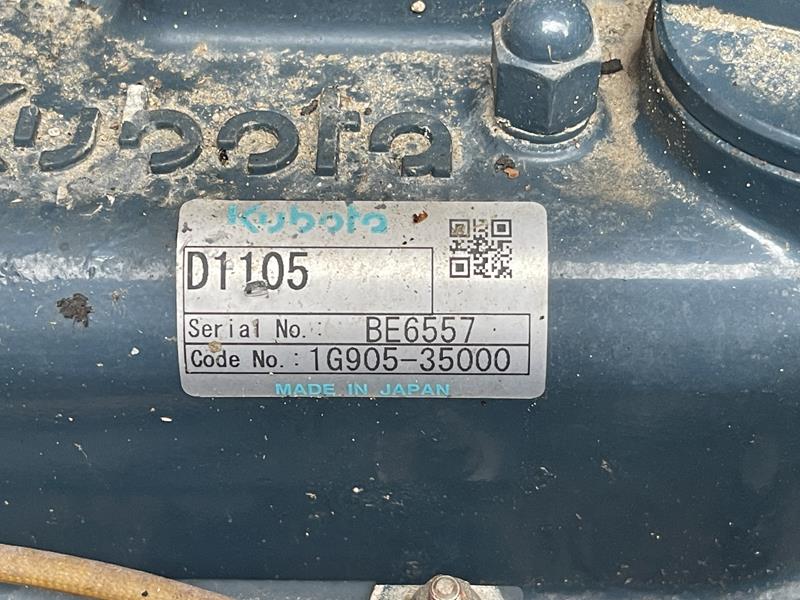 Kubota
Kubota
D1105
Serial No.: BE6557
Code No.: 1G905-35000
MADE IN JAPAN